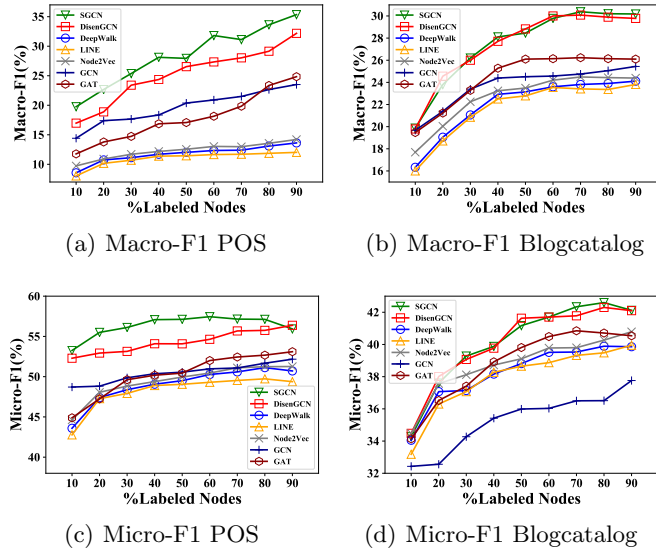 35
30
25
20
15
10
Macro-F1(%)
SGCN
DisenGCN
DeepWalk
LINE
Node2Vec
GCN
GAT
10 20 30 40 50 60 70 80 90
%Labeled Nodes
(a) Macro-F1 POS
30
28
26
24
22
20
18
16
Macro-F1(%)
SGCN
DisenGCN
DeepWalk
LINE
Node2Vec
GCN
GAT
10 20 30 40 50 60 70 80 90
%Labeled Nodes
(b) Macro-F1 Blogcatalog
60
55
50
45
40
Micro-F1(%)
SGCN
DisenGCN
DeepWalk
LINE
Node2Vec
GCN
GAT
10 20 30 40 50 60 70 80 90
%Labeled Nodes
(c) Micro-F1 POS
42
40
38
36
34
32
Micro-F1(%)
SGCN
DisenGCN
DeepWalk
LINE
Node2Vec
GCN
GAT
10 20 30 40 50 60 70 80 90
%Labeled Nodes
(d) Micro-F1 Blogcatalog